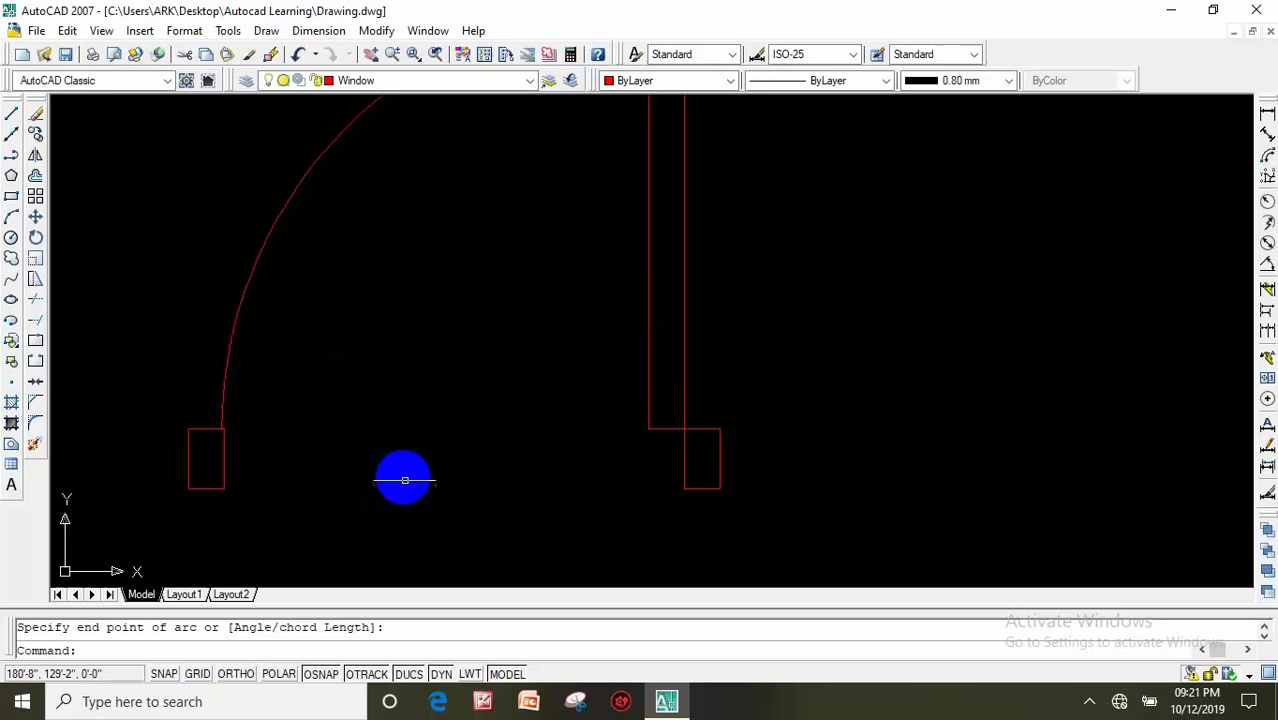 AutoCAD 2007 - [C:\Users\ARK\Desktop\Autocad Learning\Drawing.dwg]
File Edit View Insert Format Tools Draw Dimension Modify Window Help
Standard ISO-25 Standard
AutoCAD Classic Window ByLayer ByLayer 0.80 mm ByColor
A
A
Y
X
Model Layout1 Layout2
Specify end point of arc or [Angle/chord Length]:
Command:
Activate Windows
Go to Settings to activate Windows.
180'-8", 129'-2", 0'-0" SNAP GRID ORTHO POLAR OSNAP OTRACK DUCS DYN LWT MODEL
Type here to search
09:21 PM
10/12/2019